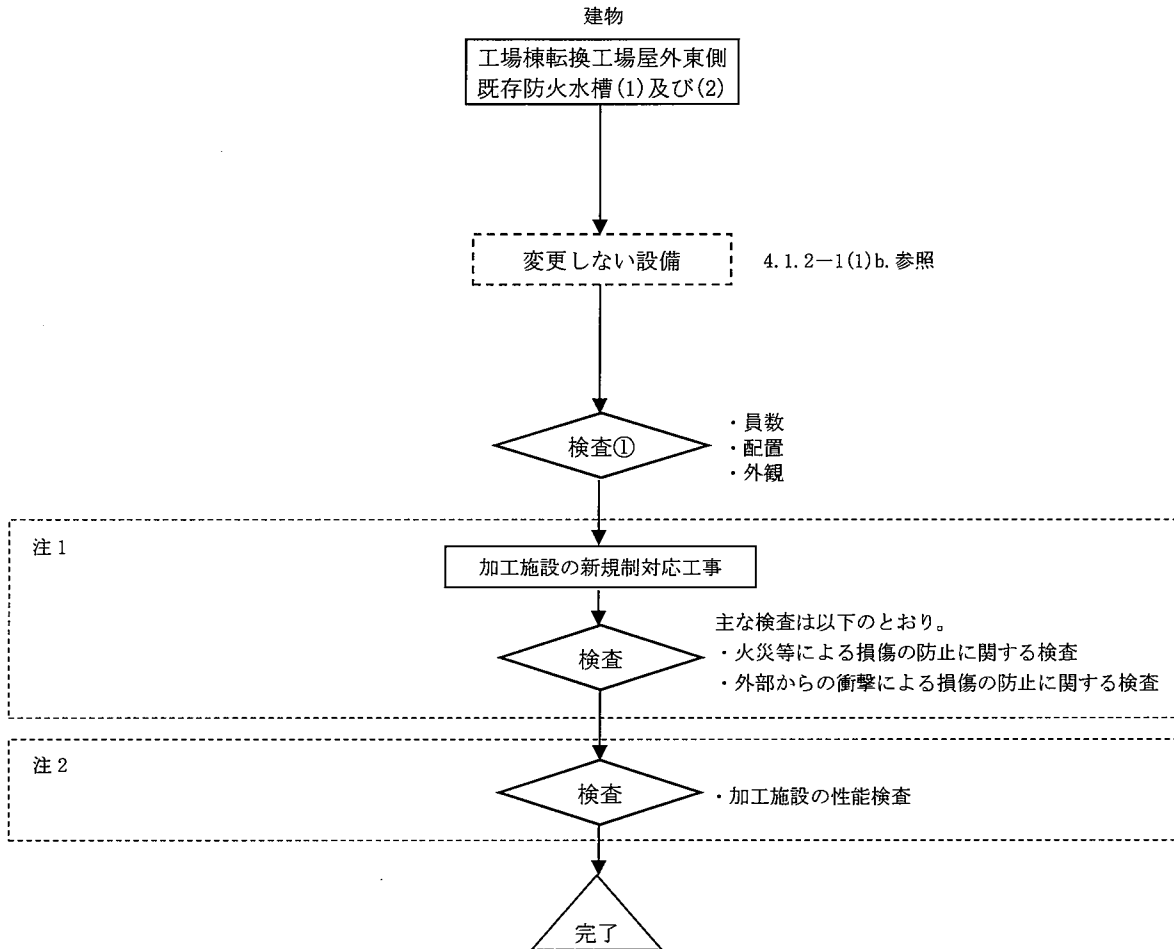 建物
工場棟転換工場屋外東側
既存防火水槽(1)及び(2)
変更しない設備
4.1.2－1(1)b.参照
検査①
・員数
・配置
・外観
注1
加工施設の新規制対応工事
検査
主な検査は以下のとおり。
・火災等による損傷の防止に関する検査
・外部からの衝撃による損傷の防止に関する検査
注2
検査
・加工施設の性能検査
完了